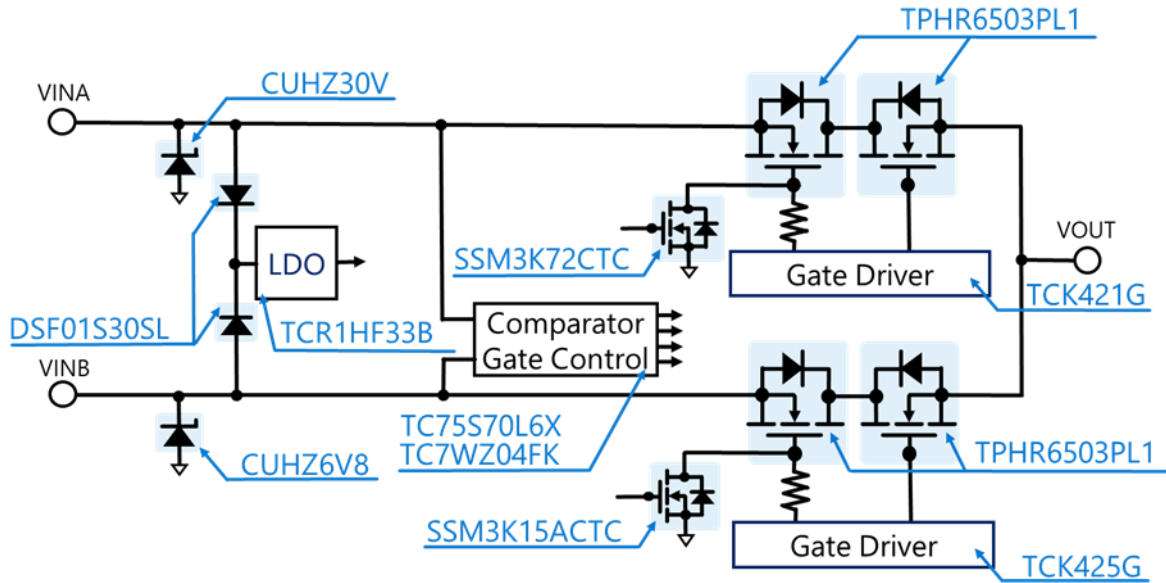 TPHR6503PL1
CUHZ30V
VINA
SSM3K72CTC
VOUT
LDO
Gate Driver
TCK421G
DSF01S30SL
TCR1HF33B
Comparator
Gate Control
VINB
TC75S70L6X
TC7WZ04FK
CUHZ6V8
TPHR6503PL1
SSM3K15ACTC
Gate Driver
TCK425G